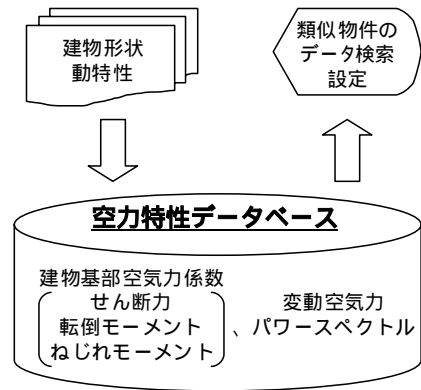 建物形状
動特性
類似物件の
データ検索
設定
空力特性データベース
建物基部空気力係数
せん断力
転倒モーメント
ねじれモーメント
、
変動空気力
パワースペクトル